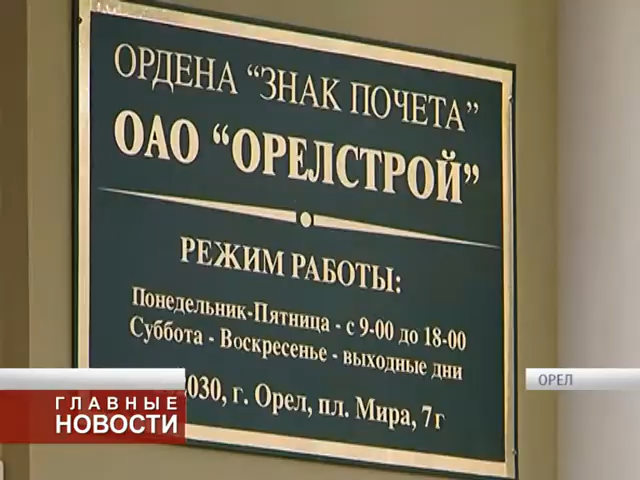 ОРДЕНА “ЗНАК ПОЧЕТА”
ОАО “ОРЕЛСТРОЙ”
РЕЖИМ РАБОТЫ:
Понедельник-Пятница - с 9-00 до 18-00
Суббота - Воскресенье - выходные дни
г. Орел, пл. Мира, 7г
ОРЕЛ
ГЛАВНЫЕ
НОВОСТИ